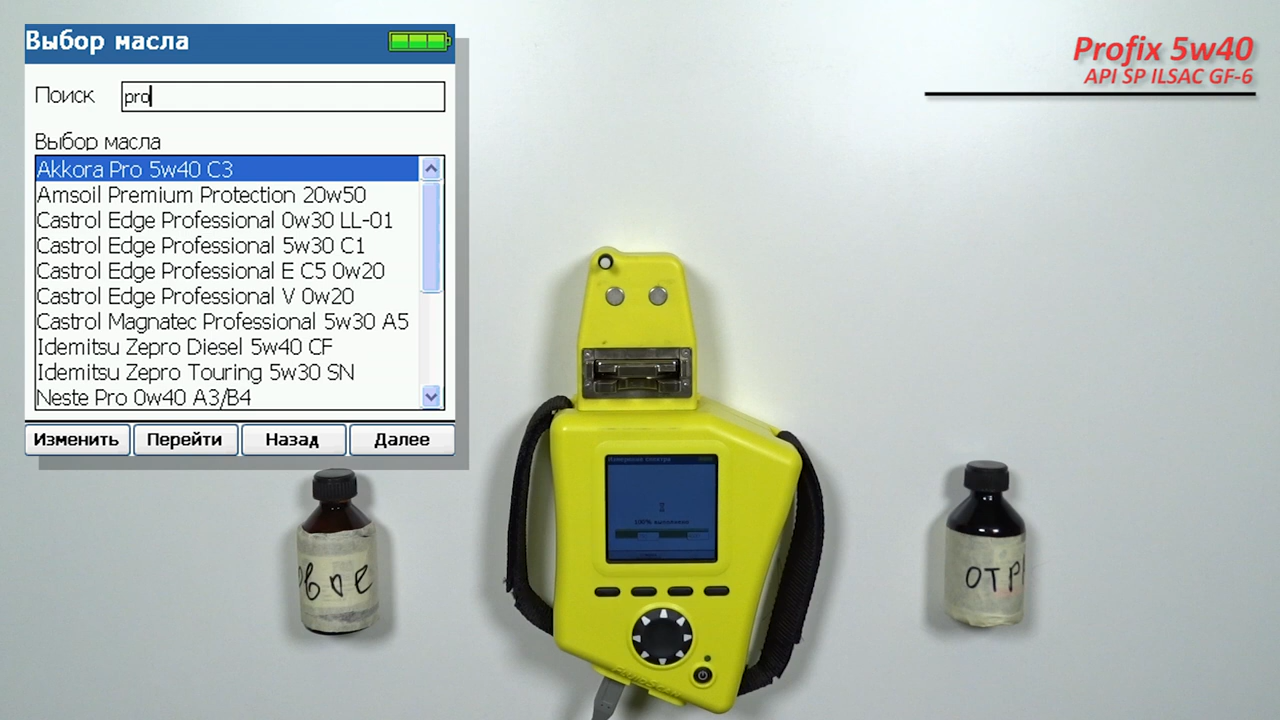 Выбор масла
Поиск pro
Выбор масла
Akkora Pro 5w40 C3
Amsoil Premium Protection 20w50
Castrol Edge Professional 0w30 LL-01
Castrol Edge Professional 5w30 C1
Castrol Edge Professional E C5 0w20
Castrol Edge Professional V 0w20
Castrol Magnatec Professional 5w30 A5
Idemitsu Zepro Diesel 5w40 CF
Idemitsu Zepro Touring 5w30 SN
Neste Pro 0w40 A3/B4
Изменить Перейти Назад Далее
Profix 5w40
API SP ILSAC GF-6
100% выполнено
вое
ОТР